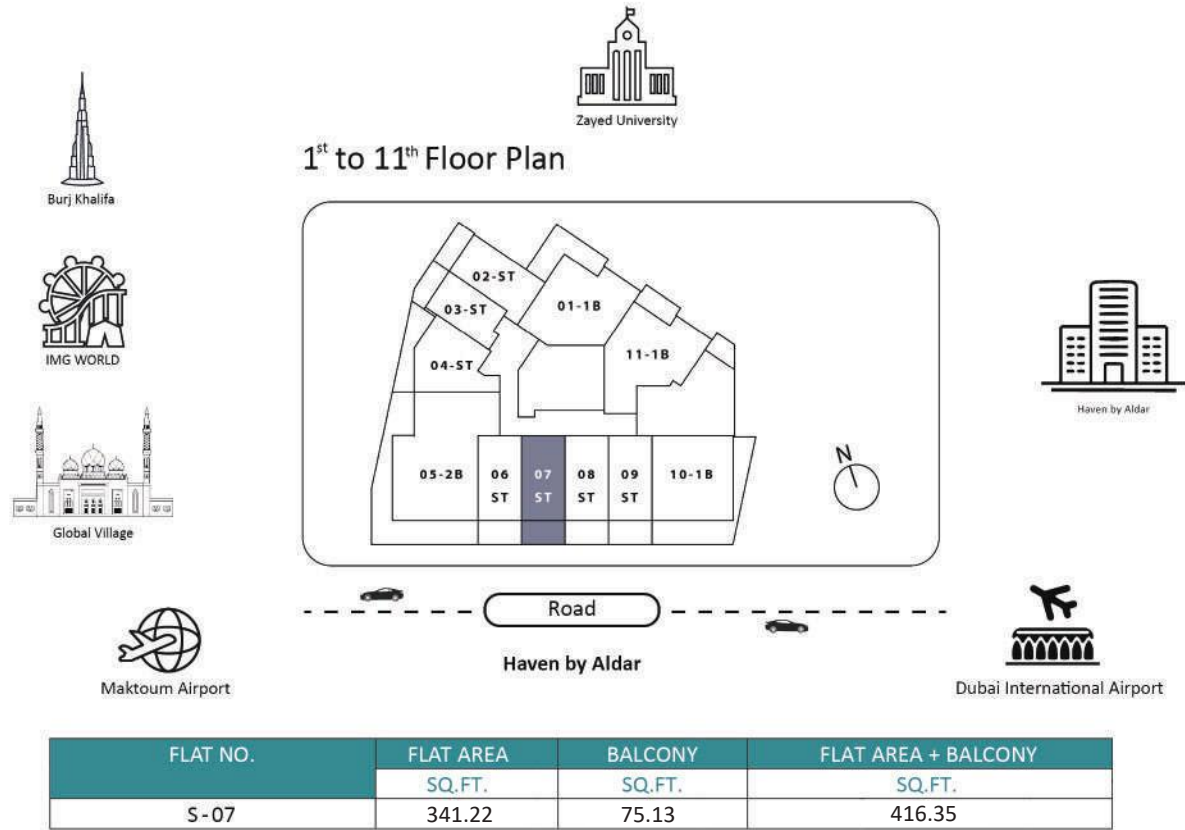 Zayed University
1st to 11th Floor Plan
Burj Khalifa
IMG WORLD
Global Village
02-ST
03-ST
01-1B
04-ST
11-1B
05-2B
06
ST
07
ST
08
ST
09
ST
10-1B
N
Haven by Aldar
Road
Haven by Aldar
Maktoum Airport
Dubai International Airport
FLAT NO. FLAT AREA BALCONY FLAT AREA + BALCONY
SQ.FT. SQ.FT. SQ.FT.
S-07 341.22 75.13 416.35